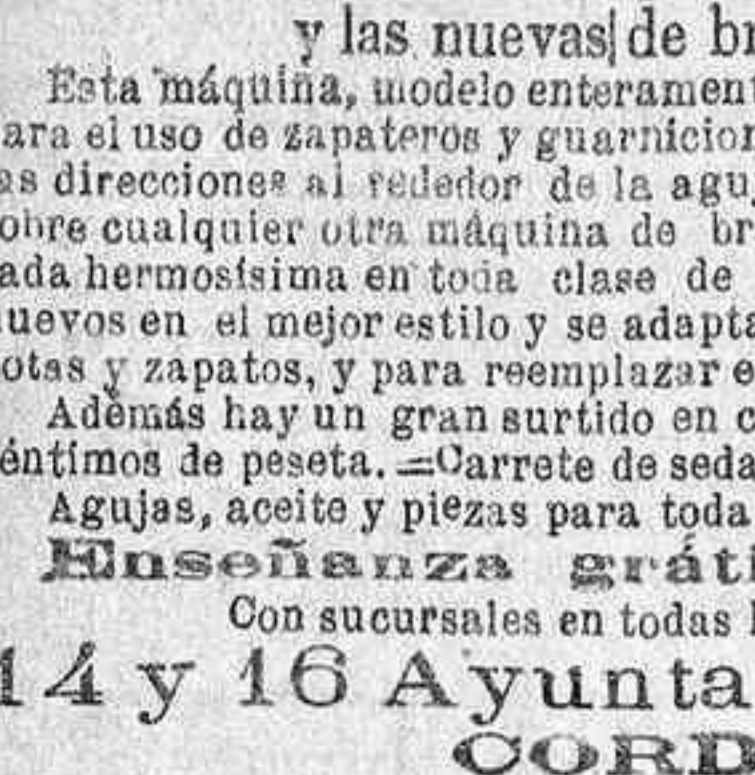 y las nuevas de br
Esta máquina, modelo enterament
ara el uso de zapateros y guarnicion
as direcciones al rededor de la agu
obre cualquier otra máquina de br
ada hermosísima en toda clase de
uevos en el mejor estilo y se adapta
otas y zapatos, y para reemplazar e
Además hay un gran surtido en c
éntimos de peseta.=Carrete de seda
Agujas, aceite y piezas para toda
Enseñanza gráti
Con sucursales en todas l
14 y 16 Ayunta
CORD